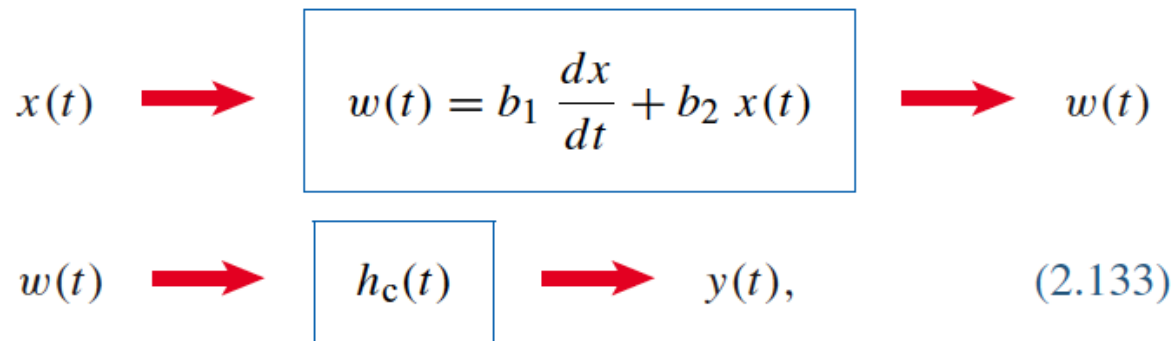 x(t) w(t) = b₁ dx/dt + b₂ x(t) w(t)
w(t) h_c(t) y(t), (2.133)